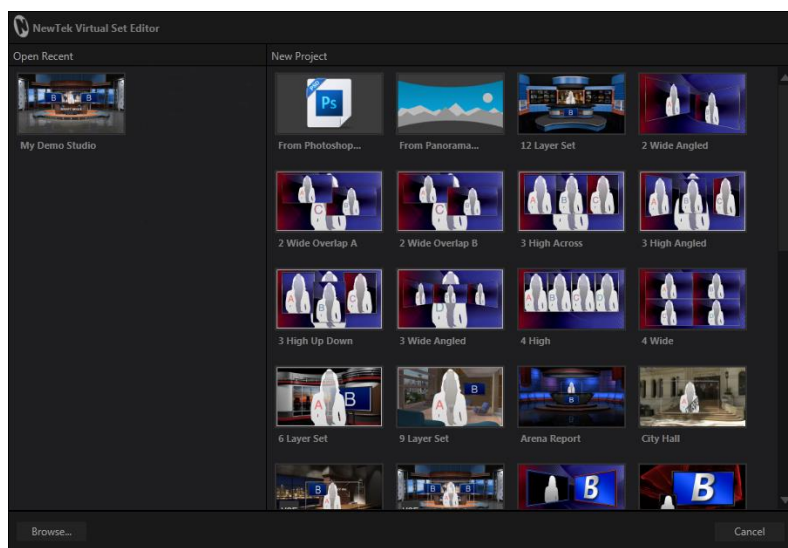 NewTek Virtual Set Editor
Open Recent
New Project
My Demo Studio
PSD
Ps
From Photoshop...
From Panorama...
12 Layer Set
2 Wide Angled
2 Wide Overlap A
2 Wide Overlap B
3 High Across
3 High Angled
3 High Up Down
3 Wide Angled
4 High
4 Wide
6 Layer Set
9 Layer Set
Arena Report
City Hall
Browse...
Cancel